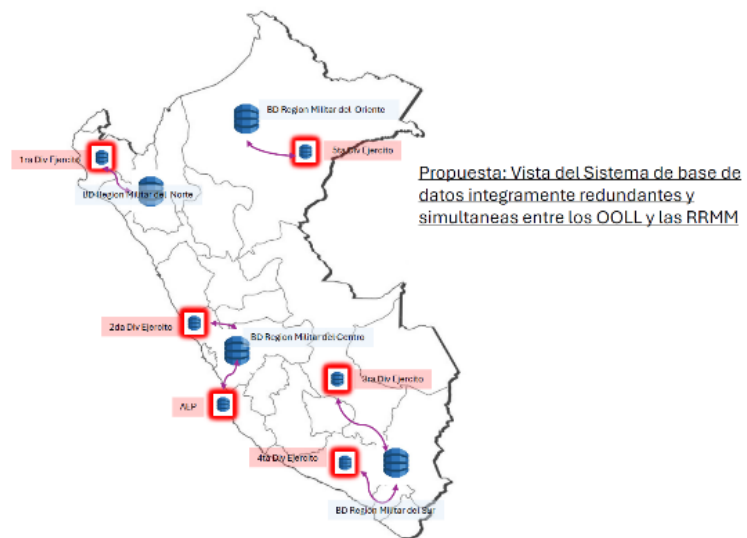 BD Region Militar del Oriente
1ra Div Ejercito
5ta Div Ejercito
BD Region Militar del Norte
Propuesta: Vista del Sistema de base de
datos integramente redundantes y
simultaneas entre los OOLL y las RRMM
2da Div Ejercito
BD Region Militar del Centro
3ra Div Ejercito
ALP
4ta Div Ejercito
BD Region Militar del Sur